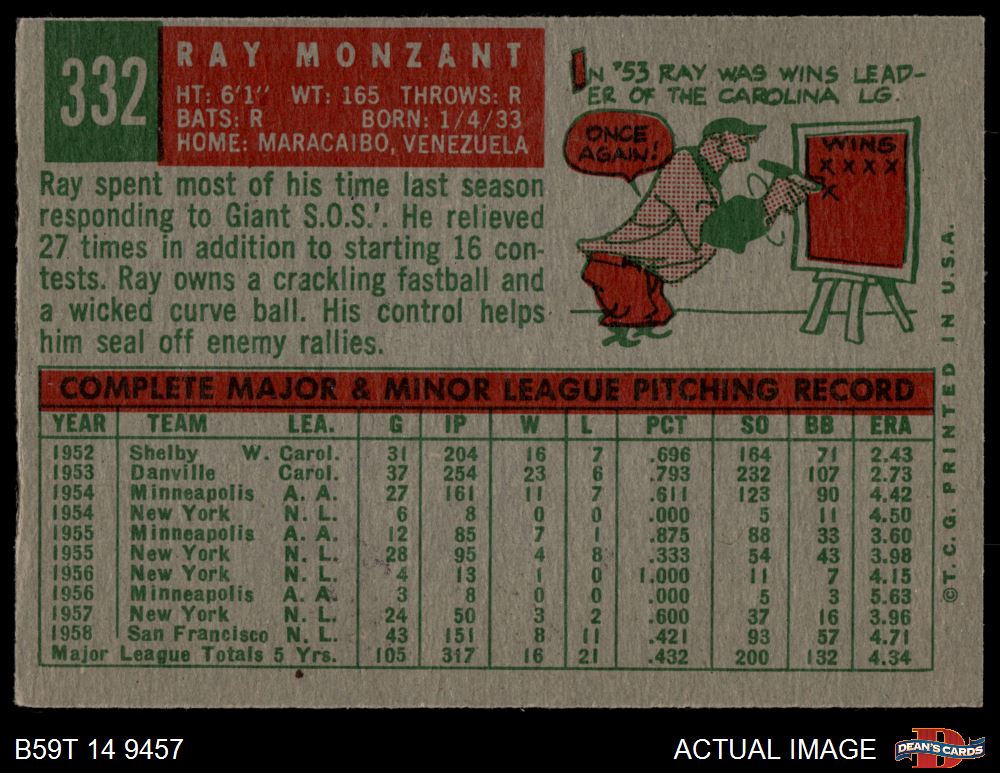 332
RAY MONZANT
HT: 6'1" WT: 165 THROWS: R
BATS: R BORN: 1/4/33
HOME: MARACAIBO, VENEZUELA
Ray spent most of his time last season
responding to Giant S.O.S.'. He relieved
27 times in addition to starting 16 con-
tests. Ray owns a crackling fastball and
a wicked curve ball. His control helps
him seal off enemy rallies.
IN '53 RAY WAS WINS LEAD-
ER OF THE CAROLINA LG.
ONCE
AGAIN!
WINS
X X X X
X
COMPLETE MAJOR & MINOR LEAGUE PITCHING RECORD
YEAR TEAM LEA. G IP W L PCT SO BB ERA
1952 Shelby W. Carol. 31 204 16 7 .696 164 71 2.43
1953 Danville Carol. 37 254 23 6 .793 232 107 2.73
1954 Minneapolis A. A. 27 161 11 7 .611 123 90 4.42
1954 New York N. L. 6 8 0 0 .000 5 11 4.50
1955 Minneapolis A. A. 12 85 7 1 .875 88 33 3.60
1955 New York N. L. 28 95 4 8 .333 54 43 3.98
1956 New York N. L. 4 13 1 0 1.000 11 7 4.15
1956 Minneapolis A. A. 3 8 0 0 .000 5 3 5.63
1957 New York N. L. 24 50 3 2 .600 37 16 3.96
1958 San Francisco N. L. 43 151 8 11 .421 93 57 4.71
Major League Totals 5 Yrs. 105 317 16 21 .432 200 132 4.34
©T.C.G. PRINTED IN U.S.A.
B59T 14 9457
ACTUAL IMAGE
DEAN'S CARDS